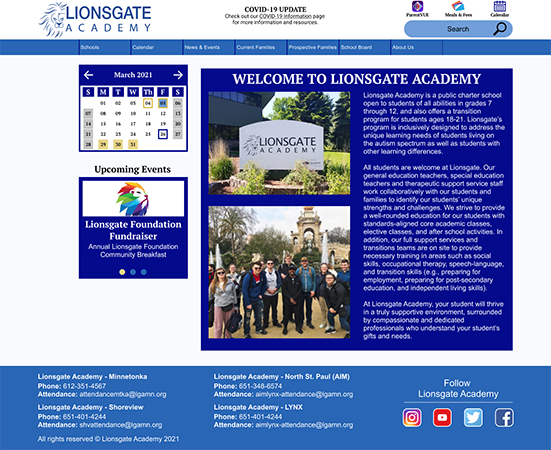 LIONSGATE
ACADEMY
COVID-19 UPDATE
Check out our COVID-19 Information page
for more information and resources.
ParentVUE
Meals & Fees
Calendar
Search
Schools
Calendar
News & Events
Current Families
Prospective Families
School Board
About Us
March 2021
S M T W T F S
01 02 03 04 05 06
07 08 09 10 11 12 13
14 15 16 17 18 19 20
21 22 23 24 25 26 27
28 29 30 31
Upcoming Events
Lionsgate Foundation
Fundraiser
Annual Lionsgate Foundation
Community Breakfast
WELCOME TO LIONSGATE ACADEMY
LIONSGATE
ACADEMY
Lionsgate Academy is a public charter school
open to students of all abilities in grades 7
through 12, and also offers a transition
program for students ages 18-21. Lionsgate's
program is inclusively designed to address the
unique learning needs of students living on
the autism spectrum as well as students with
other learning differences.
All students are welcome at Lionsgate. Our
general education teachers, special education
teachers and therapeutic support service staff
work collaboratively with our students and
families to identify our students' unique
strengths and challenges. We strive to provide
a well-rounded education for our students with
standards-aligned core academic classes,
elective classes, and after school activities. In
addition, our full support services and
transitions teams are on site to provide
necessary training in areas such as social
skills, occupational therapy, speech-language,
and transition skills (e.g., preparing for
employment, preparing for post-secondary
education, and independent living skills).
At Lionsgate Academy, your student will thrive
in a truly supportive environment, surrounded
by compassionate and dedicated
professionals who understand your student's
gifts and needs.
Lionsgate Academy - Minnetonka
Phone: 612-351-4567
Attendance: attendancemtka@lgamn.org
Lionsgate Academy - Shoreview
Phone: 651-401-4244
Attendance: shvattendance@lgamn.org
All rights reserved © Lionsgate Academy 2021
Lionsgate Academy - North St. Paul (AIM)
Phone: 651-348-6574
Attendance: aimlynx-attendance@lgamn.org
Lionsgate Academy - LYNX
Phone: 651-401-4244
Attendance: aimlynx-attendance@lgamn.org
Follow
Lionsgate Academy